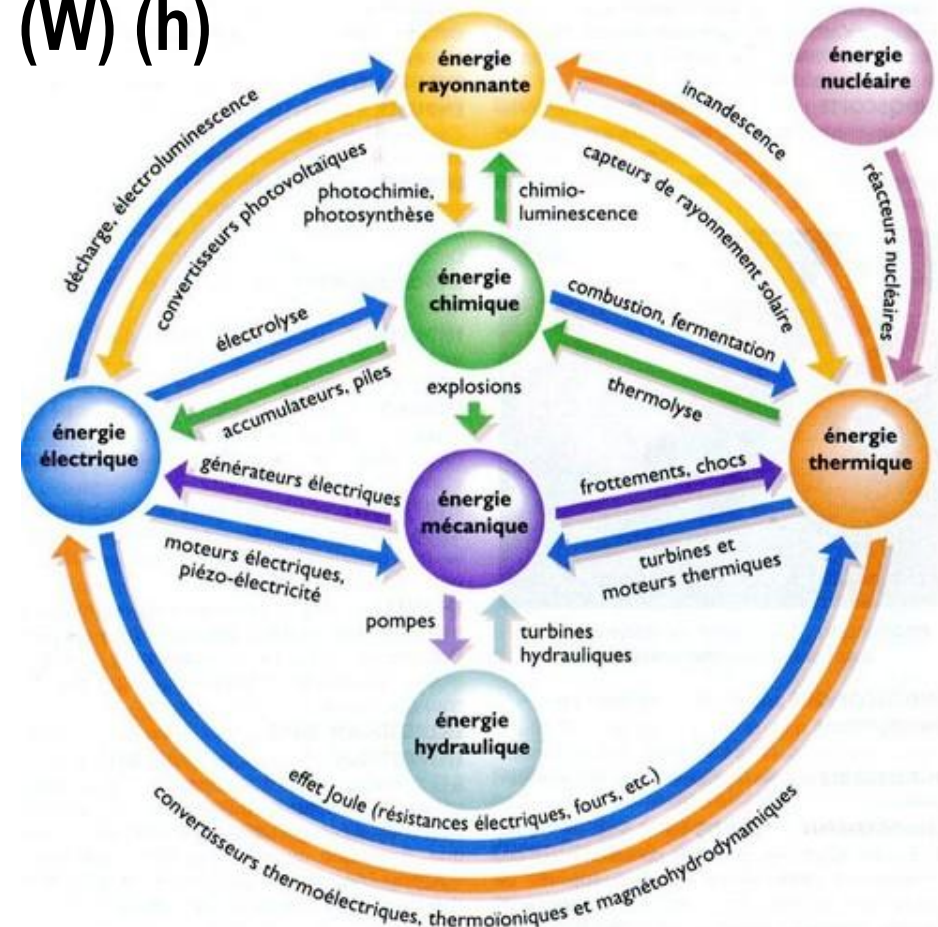 (W) (h)
énergie
rayonnante
énergie
nucléaire
décharge, électroluminescence
convertisseurs photovoltaïques
photochimie,
photosynthèse
chimio-
luminescence
capteurs de rayonnement solaire
incandescence
réacteurs nucléaires
énergie
chimique
électrolyse
accumulateurs, piles
combustion, fermentation
thermolyse
explosions
énergie
électrique
énergie
thermique
générateurs électriques
énergie
mécanique
frottements, chocs
moteurs électriques,
piézo-électricité
turbines et
moteurs thermiques
pompes
turbines
hydrauliques
énergie
hydraulique
effet Joule (résistances électriques, fours, etc.)
convertisseurs thermoélectriques, thermoïoniques et magnétohydrodynamiques